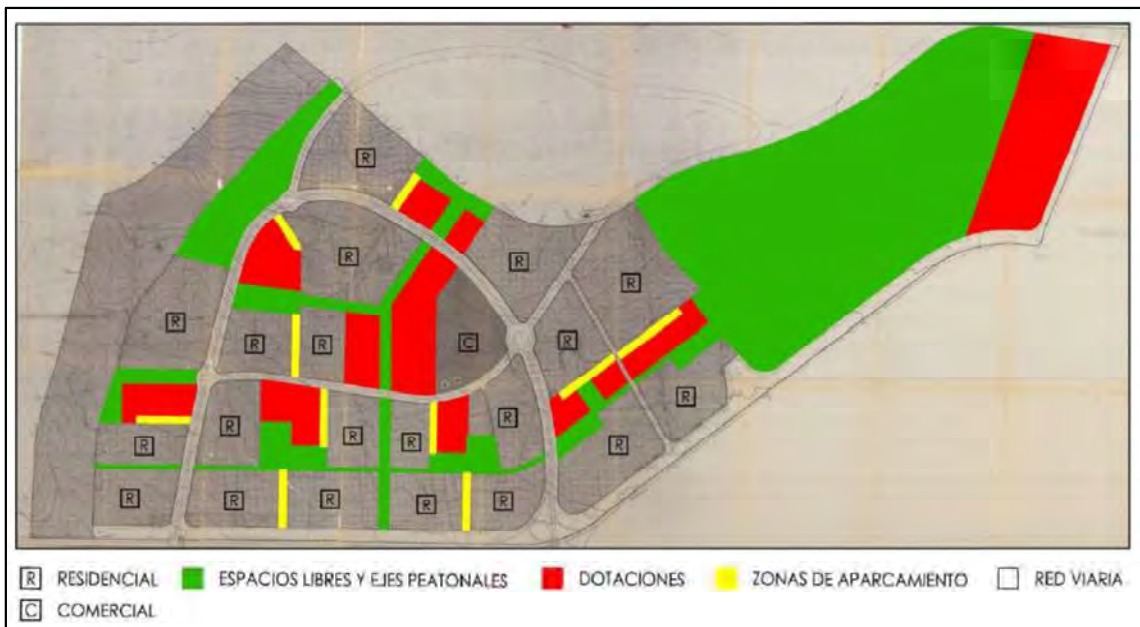 R
R
R
R
R
R
R
C
R
R
R
R
R
R
R
R
R
R
R
R
R
R RESIDENCIAL
ESPACIOS LIBRES Y EJES PEATONALES
DOTACIONES
ZONAS DE APARCAMIENTO
RED VIARIA
C COMERCIAL